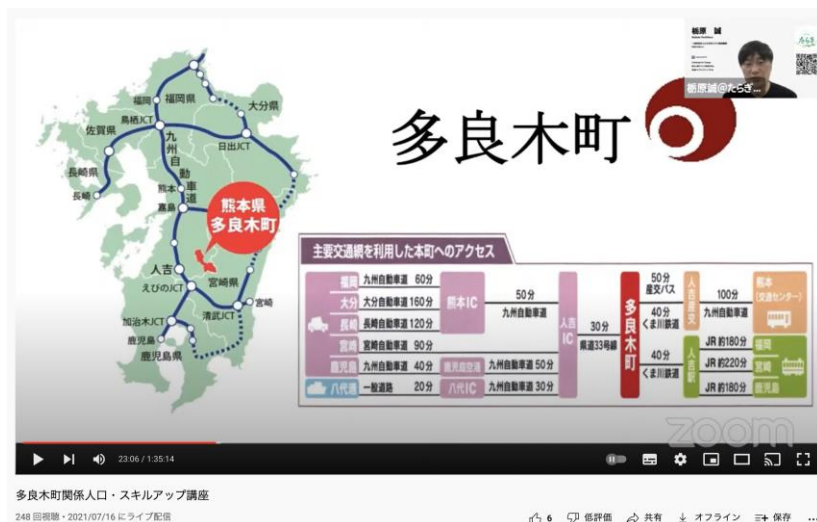 栃原 誠
栃原誠@たらぎ...
多良木町
福岡
福岡県
大分県
鳥栖JCT
佐賀県
日出JCT
九州自動車道
長崎県
長崎
熊本
嘉島
熊本県
多良木町
人吉
えびのJCT
宮崎県
宮崎
清武JCT
加治木JCT
鹿児島
鹿児島県
主要交通網を利用した本町へのアクセス
福岡 九州自動車道 60分
大分 大分自動車道 160分
長崎 長崎自動車道 120分
熊本IC
50分
九州自動車道
宮崎 宮崎自動車道 90分
鹿児島 九州自動車道 40分 鹿児島空港 九州自動車道 50分
八代港 一般道路 20分 八代IC 九州自動車道 30分
人吉IC
30分
県道33号線
多良木町
50分
産交バス
40分
くま川鉄道
人吉産交
100分
九州自動車道
熊本
(交通センター)
40分
くま川鉄道
人吉駅
JR 約180分 福岡
JR 約220分 宮崎
JR 約180分 鹿児島
zoom
23:06 / 1:35:14
多良木町関係人口・スキルアップ講座
248 回視聴・2021/07/16 にライブ配信
6 低評価 共有 オフライン 保存 ...